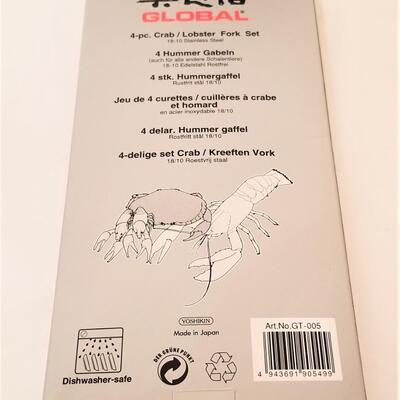 GLOBAL®
4-pc. Crab / Lobster Fork Set
18-10 Stainless Steel
4 Hummer Gabeln
(auch für alle andere Schalentiere)
18-10 Edelstahl Rostfrei
4 stk. Hummergaffel
Rustfrit stål 18/10
Jeu de 4 curettes / cuillères à crabe
et homard
en acier inoxydable 18/10
4 delar. Hummer gaffel
Rostfritt stål 18/10
4-delige set Crab / Kreeften Vork
18/10 Roestvrij staal
YOSHIKIN
Made in Japan
Dishwasher-safe
DER GRÜNE PUNKT
Art.No.GT-005
4 943691 905499